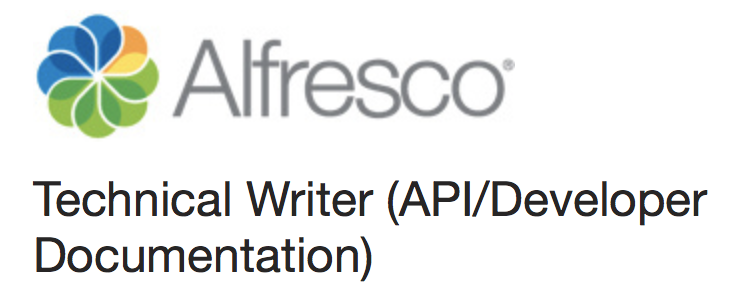 Alfresco®
Technical Writer (API/Developer
Documentation)